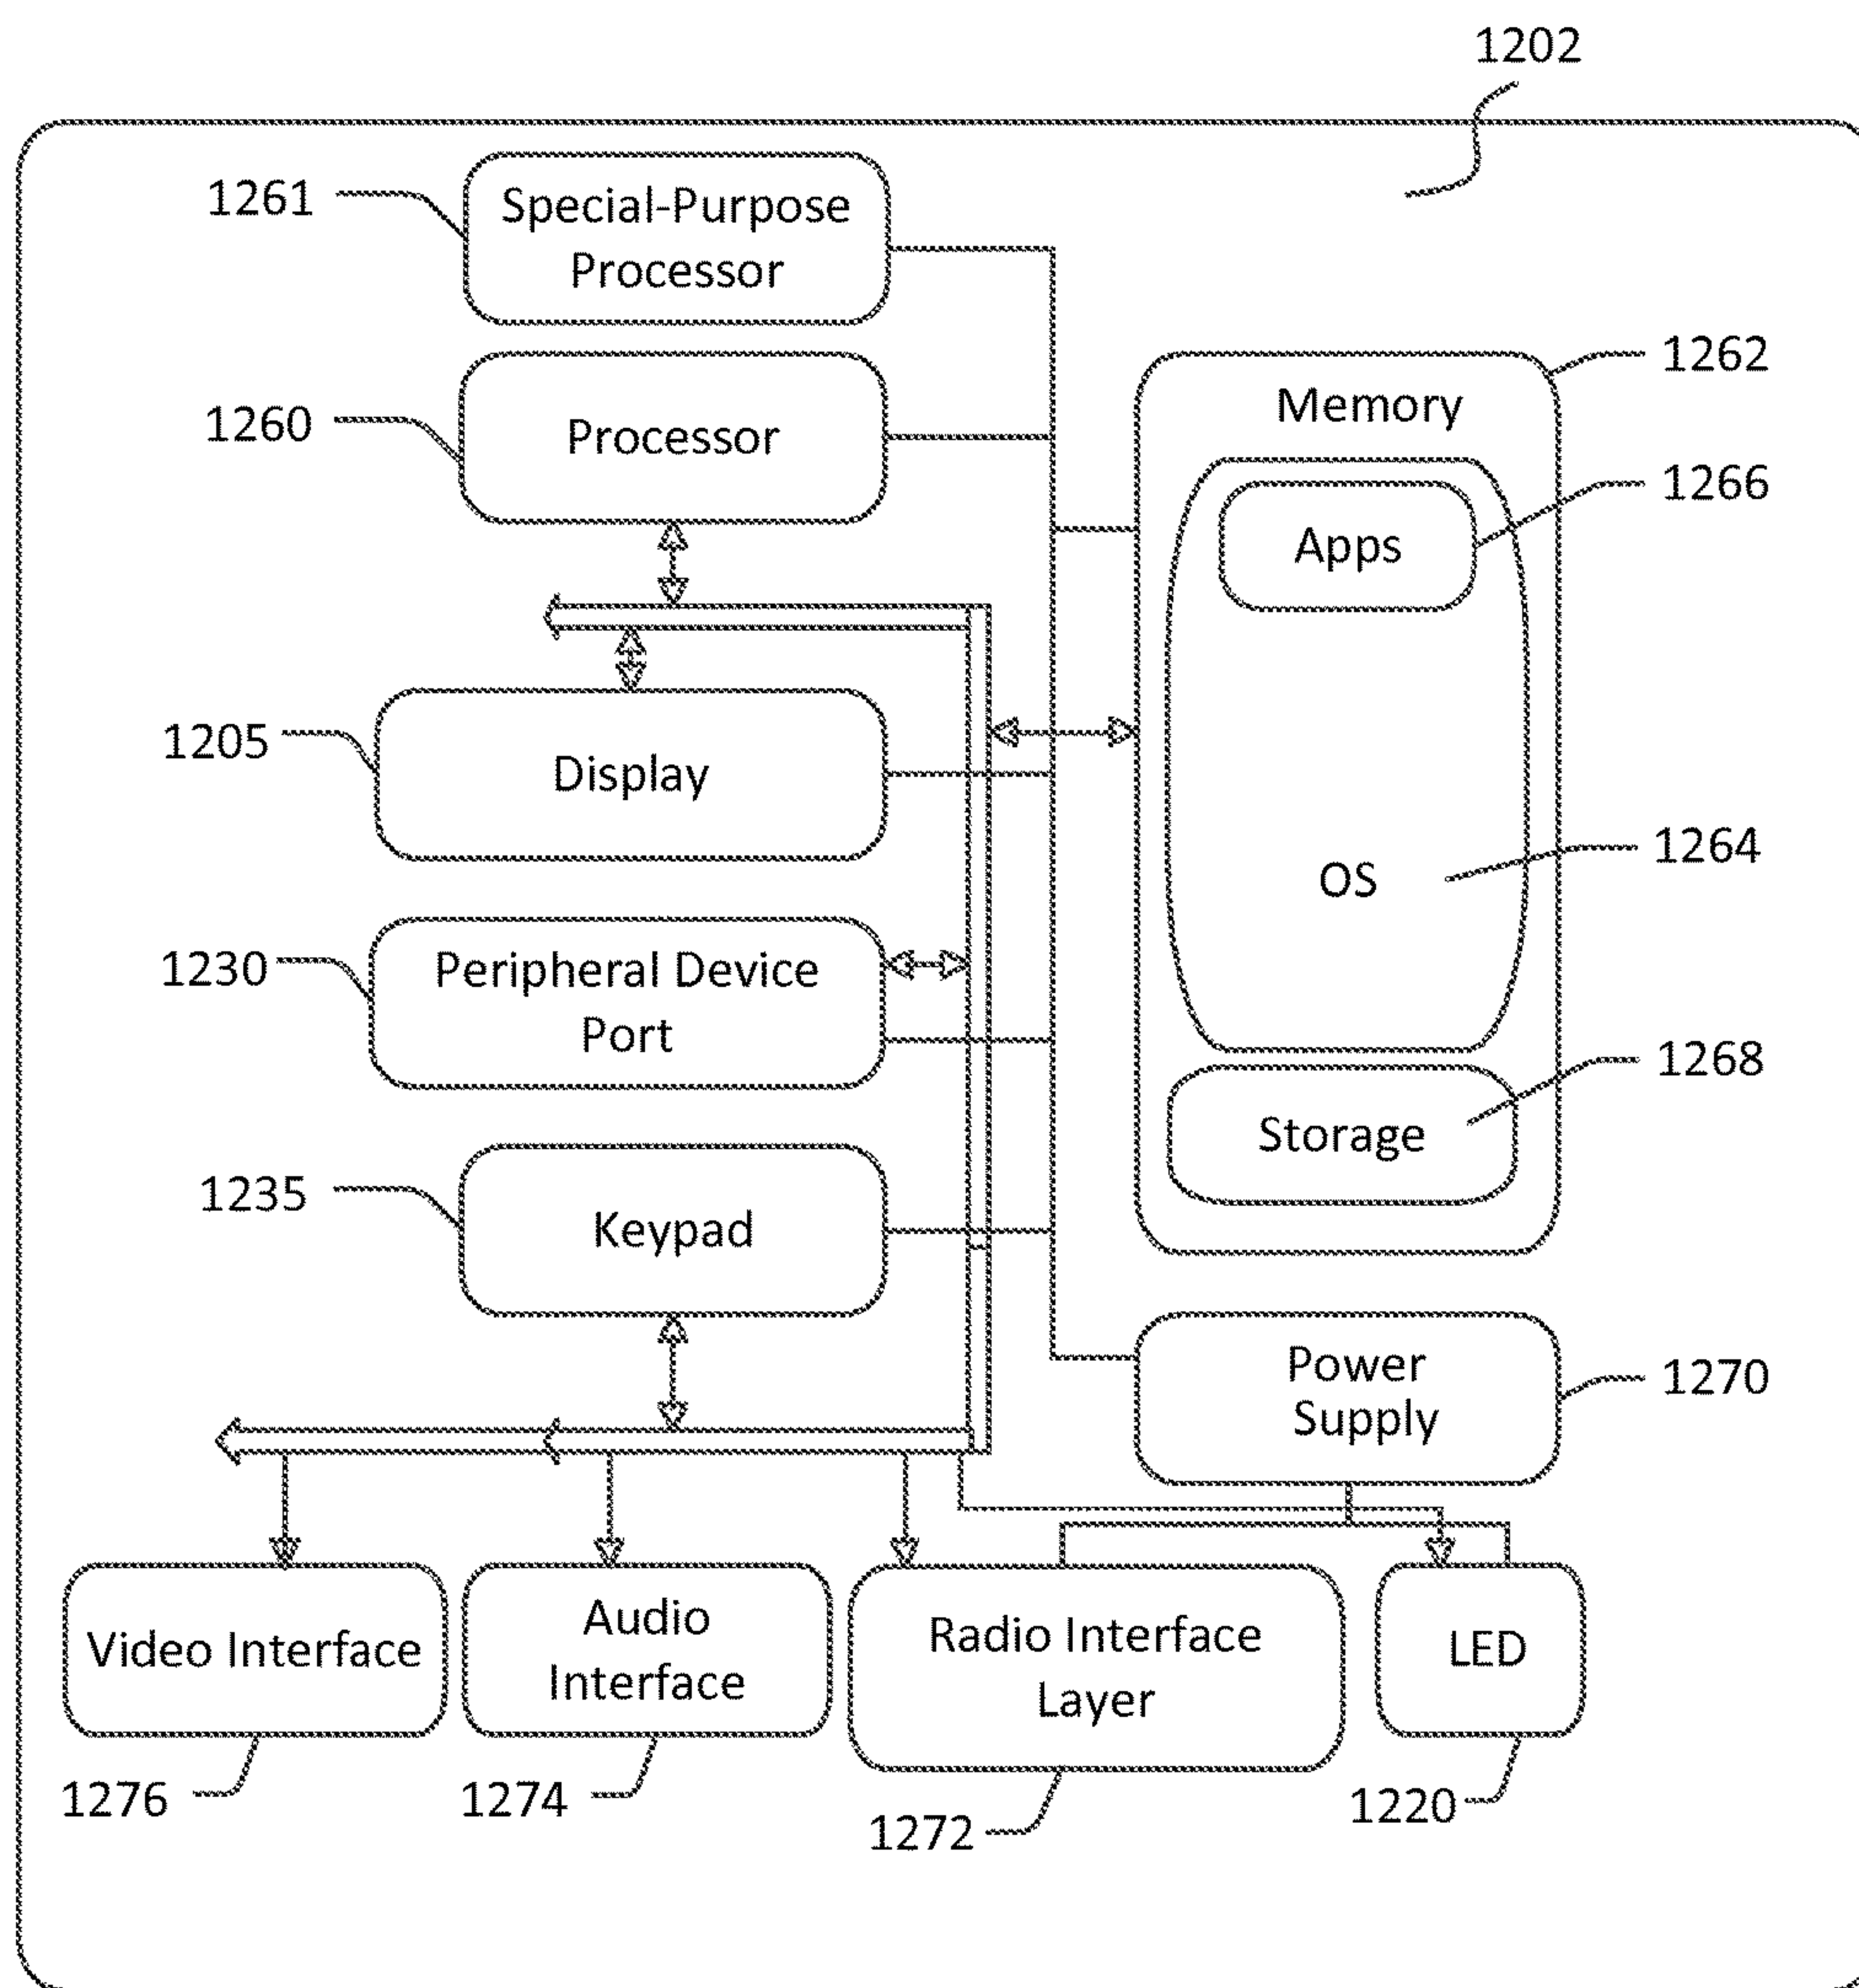 1202
1261
Special-Purpose
Processor
1260
Processor
1262
Memory
1266
Apps
1205
Display
1264
OS
1230
Peripheral Device
Port
1268
Storage
1235
Keypad
Power
Supply
1270
Video Interface
Audio
Interface
Radio Interface
Layer
LED
1276
1274
1272
1220